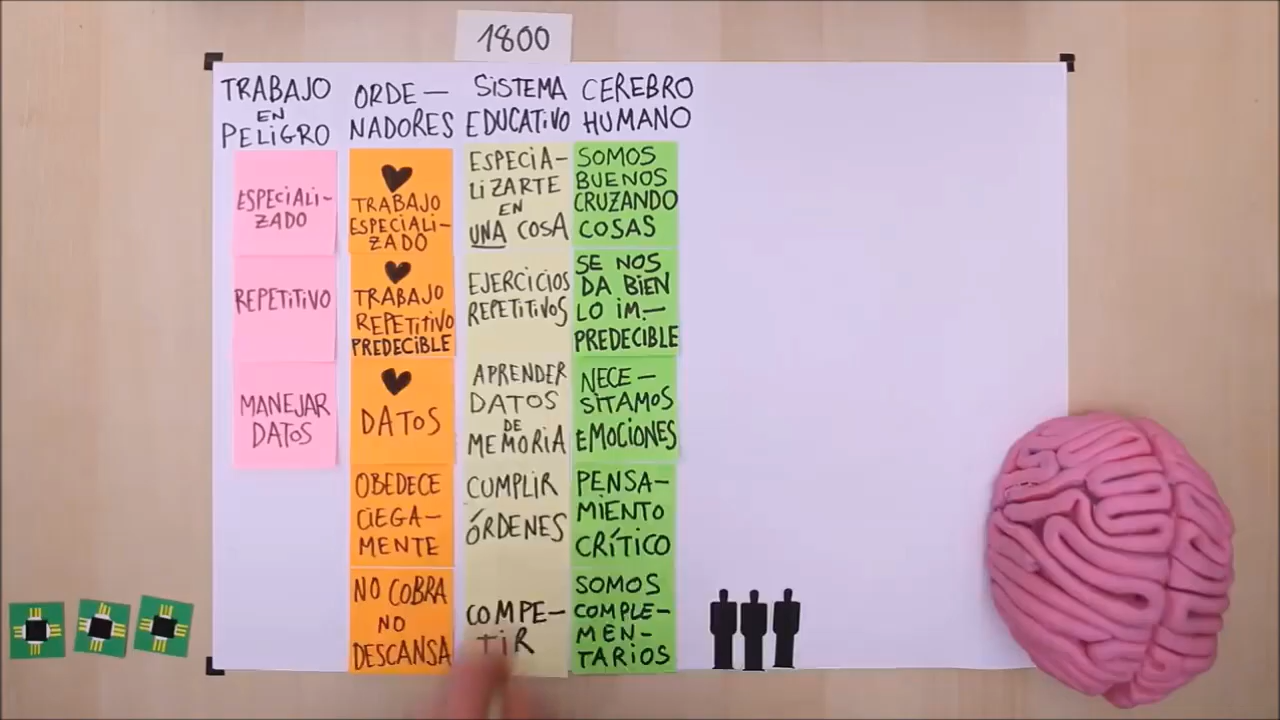 1800
TRABAJO
EN
PELIGRO
ESPECIALI-
ZADO
REPETITIVO
MANEJAR
DATOS
ORDE-
NADORES
TRABAJO
ESPECIALI-
ZADO
TRABAJO
REPETITIVO
PREDECIBLE
DATOS
OBEDECE
CIEGA-
MENTE
NO COBRA
NO
DESCANSA
SISTEMA
EDUCATIVO
ESPECIA-
LIZARTE
EN
UNA COSA
EJERCICIOS
REPETITIVOS
APRENDER
DATOS
DE
MEMORIA
CUMPLIR
ÓRDENES
COMPE-
TIR
CEREBRO
HUMANO
SOMOS
BUENOS
CRUZANDO
COSAS
SE NOS
DA BIEN
LO IM-
PREDECIBLE
NECE-
SITAMOS
EMOCIONES
PENSA-
MIENTO
CRÍTICO
SOMOS
COMPLE-
MEN-
TARIOS